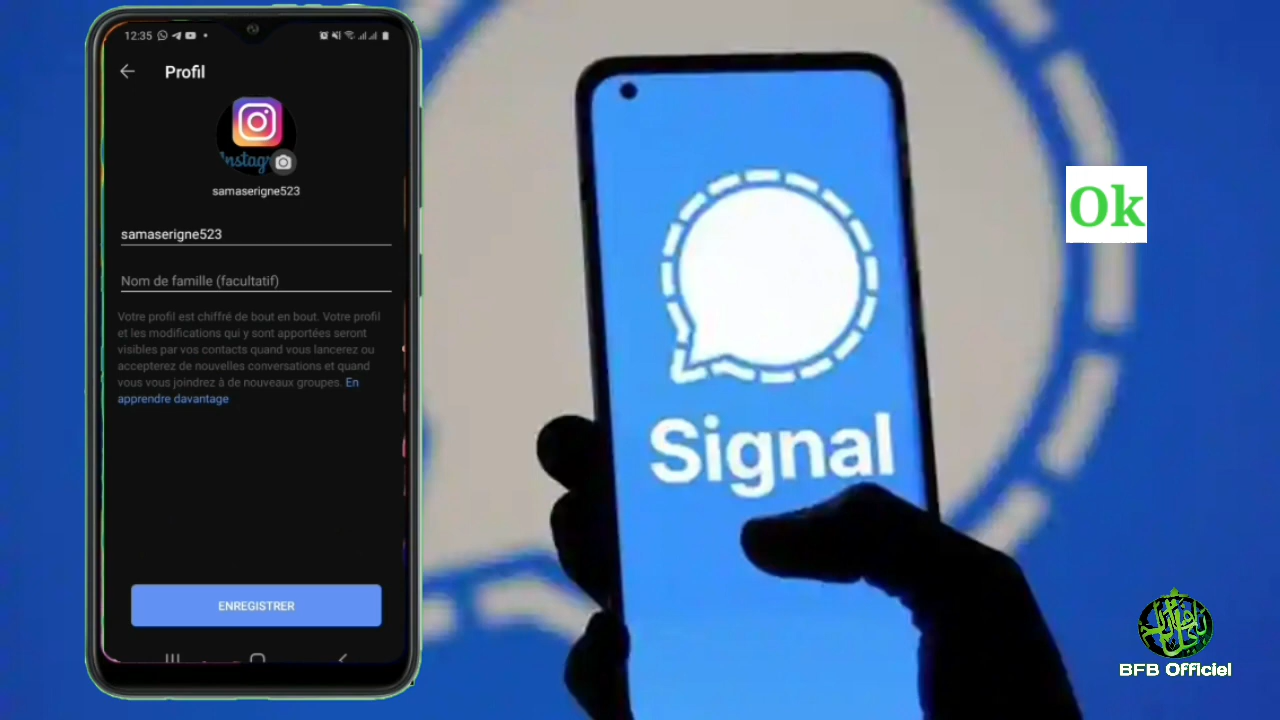 12:35
Profil
Instagr
samaserigne523
samaserigne523
Nom de famille (facultatif)
Votre profil est chiffré de bout en bout. Votre profil
et les modifications qui y sont apportées seront
visibles par vos contacts quand vous lancerez ou
accepterez de nouvelles conversations et quand
vous vous joindrez à de nouveaux groupes. En
apprendre davantage
ENREGISTRER
Signal
Ok
BFB Officiel